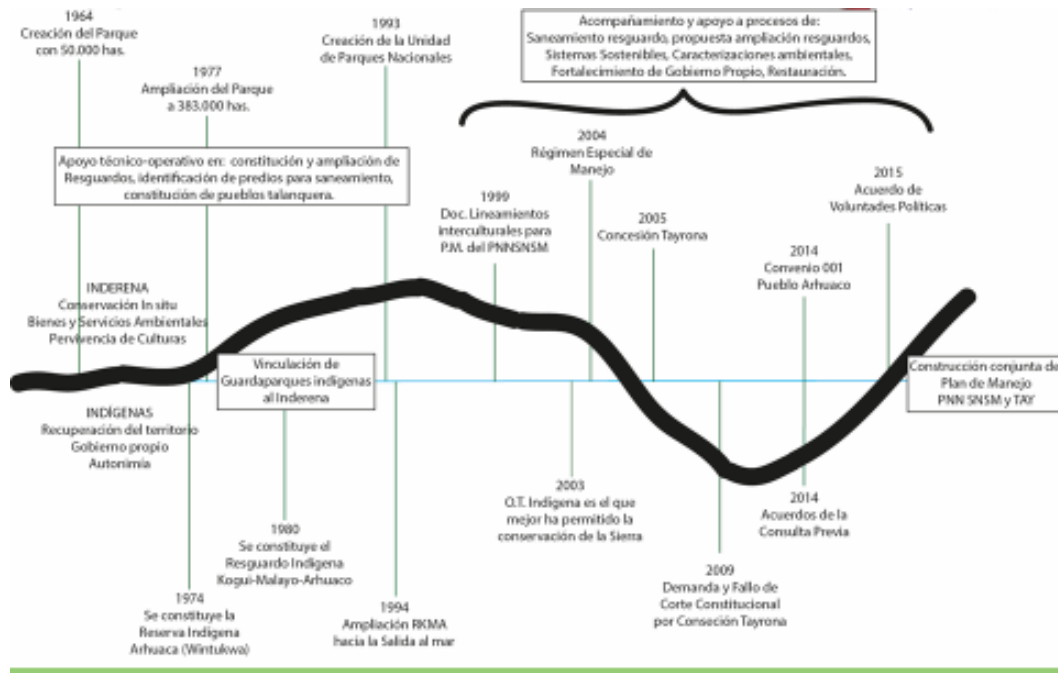 1964
Creación del Parque
con 50.000 has.
1977
Ampliación del Parque
a 383.000 has.
1993
Creación de la Unidad
de Parques Nacionales
Acompañamiento y apoyo a procesos de:
Saneamiento resguardo, propuesta ampliación resguardos,
Sistemas Sostenibles, Caracterizaciones ambientales.
Fortalecimiento de Gobierno Propio, Restauración.
Apoyo técnico-operativo en: constitución y ampliación de
Resguardos, identificación de predios para saneamiento,
constitución de pueblos talanquera.
1999
Doc. Lineamientos
interculturales para
P.M. del PNNSNSM
2004
Régimen Especial de
Manejo
2005
Concesión Tayrona
2014
Convenio 001
Pueblo Arhuaco
2015
Acuerdo de
Voluntades Políticas
INDERENA
Conservación In situ
Bienes y Servicios Ambientales
Pervivencia de Culturas
Vinculación de
Guardaparques indígenas
al Inderena
Construcción conjunta de
Plan de Manejo
PNN SNSM y TAY
INDÍGENAS
Recuperación del territorio
Gobierno propio
Autonimía
1974
Se constituye la
Reserva Indígena
Arhuaca (Wintukwa)
1980
Se constituye el
Resguardo Indígena
Kogui-Malayo-Arhuaco
1994
Ampliación RKMA
hacia la Salida al mar
2003
O.T. Indígena es el que
mejor ha permitido la
conservación de la Sierra
2009
Demanda y Fallo de
Corte Constitucional
por Conseción Tayrona
2014
Acuerdos de la
Consulta Previa